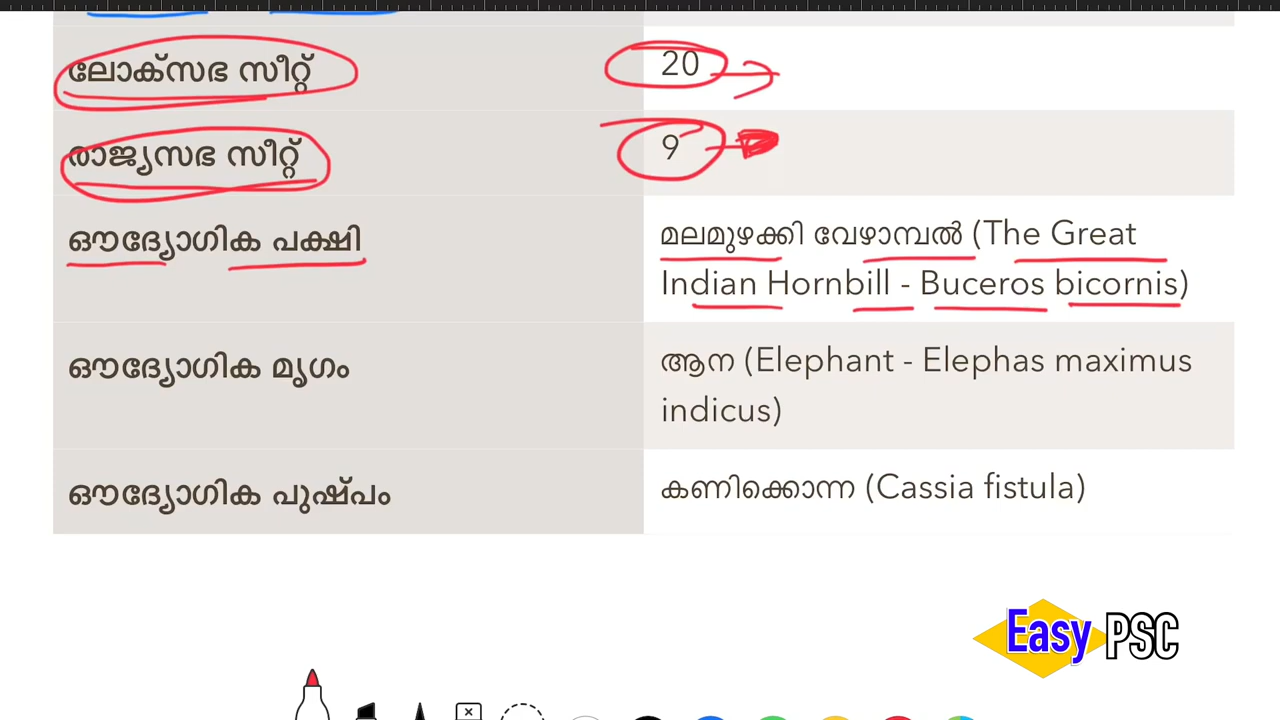 ലോക്സഭ സീറ്റ് 20
രാജ്യസഭ സീറ്റ് 9
ഔദ്യോഗിക പക്ഷി മലമുഴക്കി വേഴാമ്പൽ (The Great
Indian Hornbill - Buceros bicornis)
ഔദ്യോഗിക മൃഗം ആന (Elephant - Elephas maximus
indicus)
ഔദ്യോഗിക പുഷ്പം കണിക്കൊന്ന (Cassia fistula)
Easy PSC